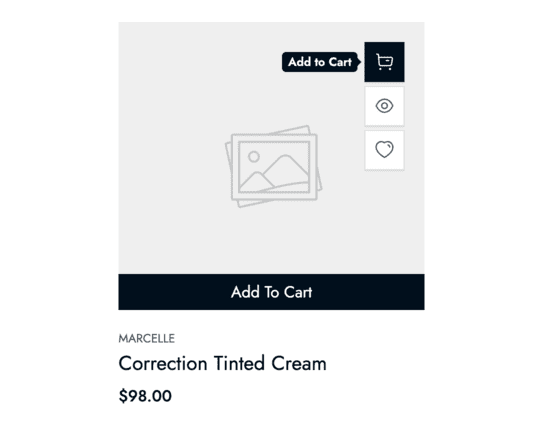 Add to Cart
Add To Cart
MARCELLE
Correction Tinted Cream
$98.00